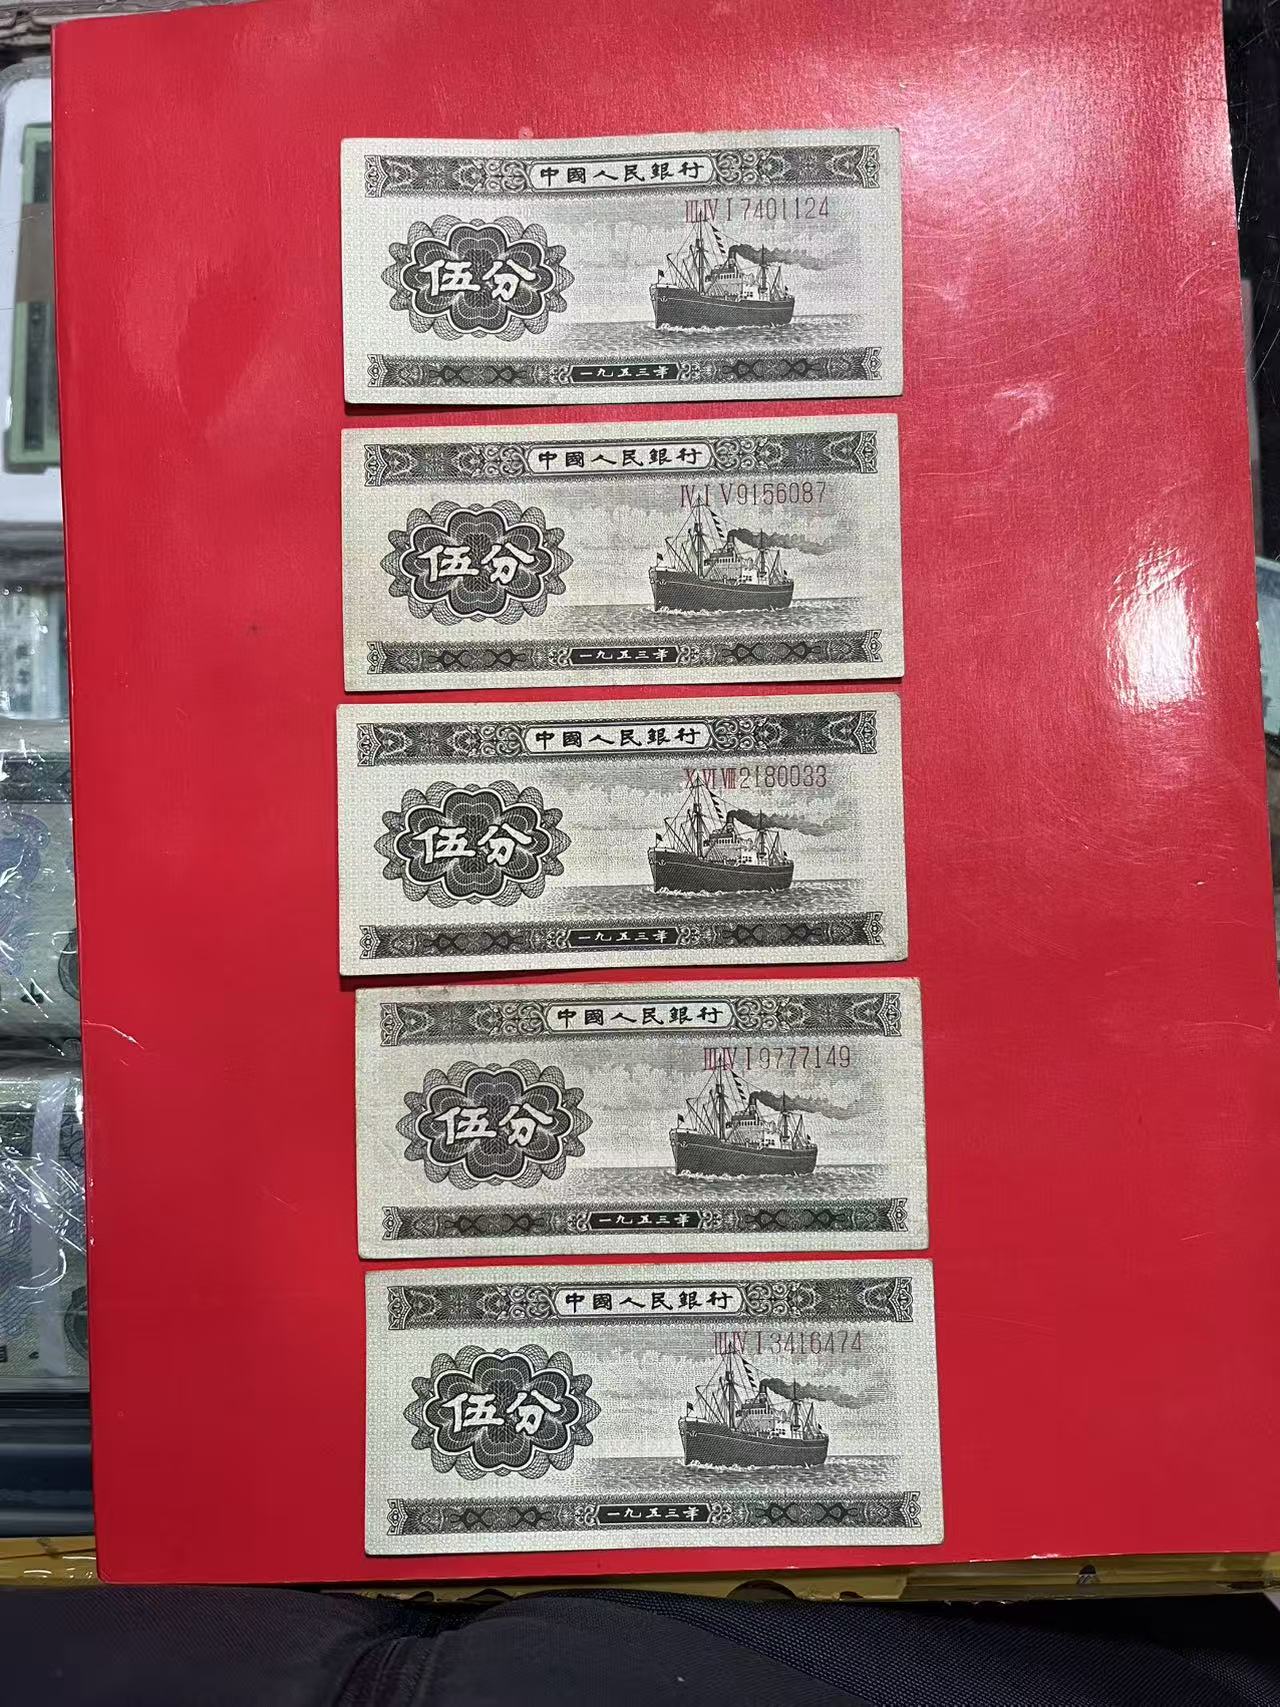 中國人民銀行
ⅢⅣⅠ7401124
伍分
一九五三年
中國人民銀行
ⅣⅠⅤ9156087
伍分
一九五三年
中國人民銀行
ⅩⅥⅧ2180033
伍分
一九五三年
中國人民銀行
ⅢⅣⅠ9777149
伍分
一九五三年
中國人民銀行
ⅢⅣⅠ3416474
伍分
一九五三年